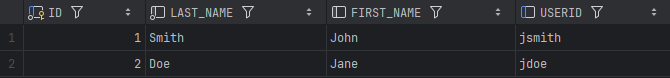 ID LAST_NAME FIRST_NAME USERID
1 1 Smith John jsmith
2 2 Doe Jane jdoe